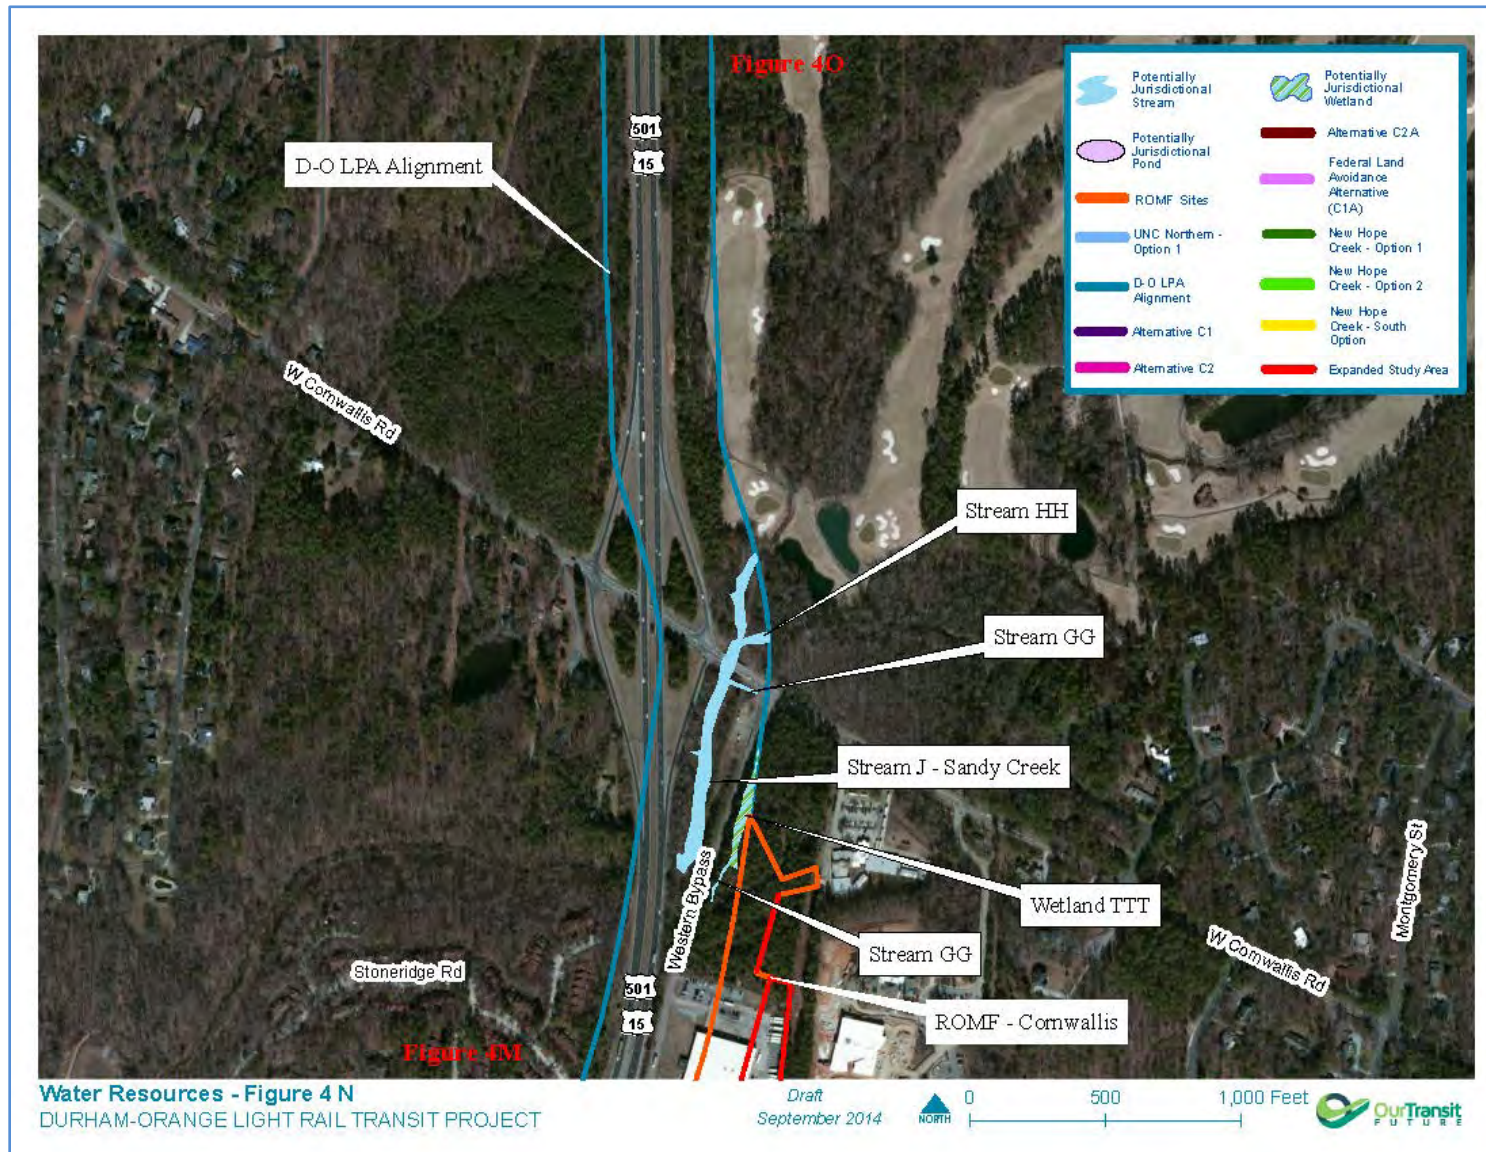 Figure 4O
501
15
D-O LPA Alignment
Potentially
Jurisdictional
Stream
Potentially
Jurisdictional
Pond
ROMF Sites
UNC Northern -
Option 1
D-O LPA
Alignment
Alternative C1
Alternative C2
Potentially
Jurisdictional
Wetland
Alternative C2A
Federal Land
Avoidance
Alternative
(C1A)
New Hope
Creek - Option 1
New Hope
Creek - Option 2
New Hope
Creek - South
Option
Expanded Study Area
W Cornwallis Rd
Stream HH
Stream GG
Stream J - Sandy Creek
Western Bypass
Wetland TTT
Montgomery St
Stream GG
W Cornwallis Rd
Stoneridge Rd
501
15
ROMF - Cornwallis
Figure 4M
Water Resources - Figure 4 N
DURHAM-ORANGE LIGHT RAIL TRANSIT PROJECT
Draft
September 2014
NORTH
0 500 1,000 Feet
OurTransit
FUTURE